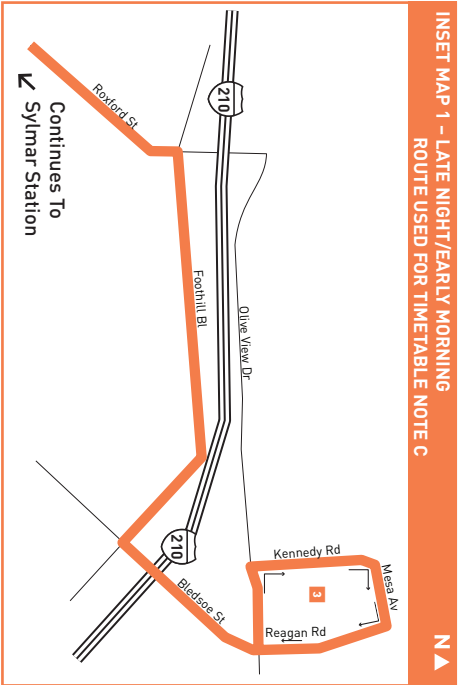 INSET MAP 1 – LATE NIGHT/EARLY MORNING
ROUTE USED FOR TIMETABLE NOTE C
N
Roxford St
210
Continues To
Sylmar Station
Foothill Bl
Olive View Dr
210
Kennedy Rd
Mesa Av
3
Reagan Rd
Bledsoe St